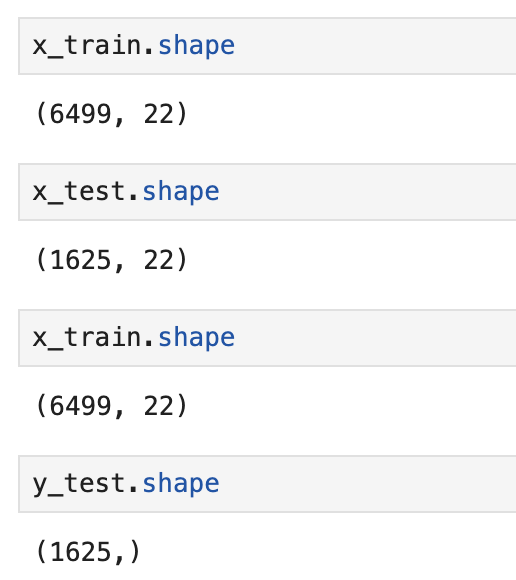 x_train.shape
(6499, 22)
x_test.shape
(1625, 22)
x_train.shape
(6499, 22)
y_test.shape
(1625,)